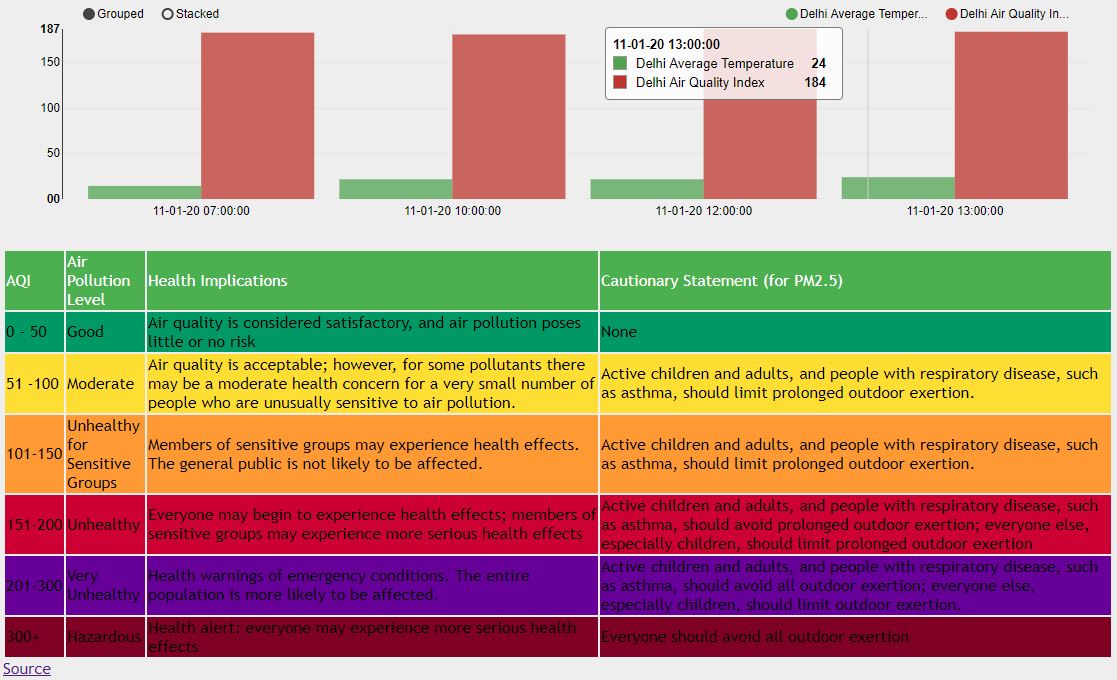 Grouped Stacked Delhi Average Temper... Delhi Air Quality In...
187
150
100
50
00
11-01-20 13:00:00
Delhi Average Temperature 24
Delhi Air Quality Index 184
11-01-20 07:00:00 11-01-20 10:00:00 11-01-20 12:00:00 11-01-20 13:00:00
AQI
Air
Pollution
Level
Health Implications
Cautionary Statement (for PM2.5)
0 - 50
Good
Air quality is considered satisfactory, and air pollution poses
little or no risk
None
51 -100
Moderate
Air quality is acceptable; however, for some pollutants there
may be a moderate health concern for a very small number of
people who are unusually sensitive to air pollution.
Active children and adults, and people with respiratory disease, such
as asthma, should limit prolonged outdoor exertion.
101-150
Unhealthy
for
Sensitive
Groups
Members of sensitive groups may experience health effects.
The general public is not likely to be affected.
Active children and adults, and people with respiratory disease, such
as asthma, should limit prolonged outdoor exertion.
151-200
Unhealthy
Everyone may begin to experience health effects; members of
sensitive groups may experience more serious health effects
Active children and adults, and people with respiratory disease, such
as asthma, should avoid prolonged outdoor exertion; everyone else,
especially children, should limit prolonged outdoor exertion
201-300
Very
Unhealthy
Health warnings of emergency conditions. The entire
population is more likely to be affected.
Active children and adults, and people with respiratory disease, such
as asthma, should avoid all outdoor exertion; everyone else,
especially children, should limit outdoor exertion.
300+
Hazardous
Health alert: everyone may experience more serious health
effects
Everyone should avoid all outdoor exertion
Source